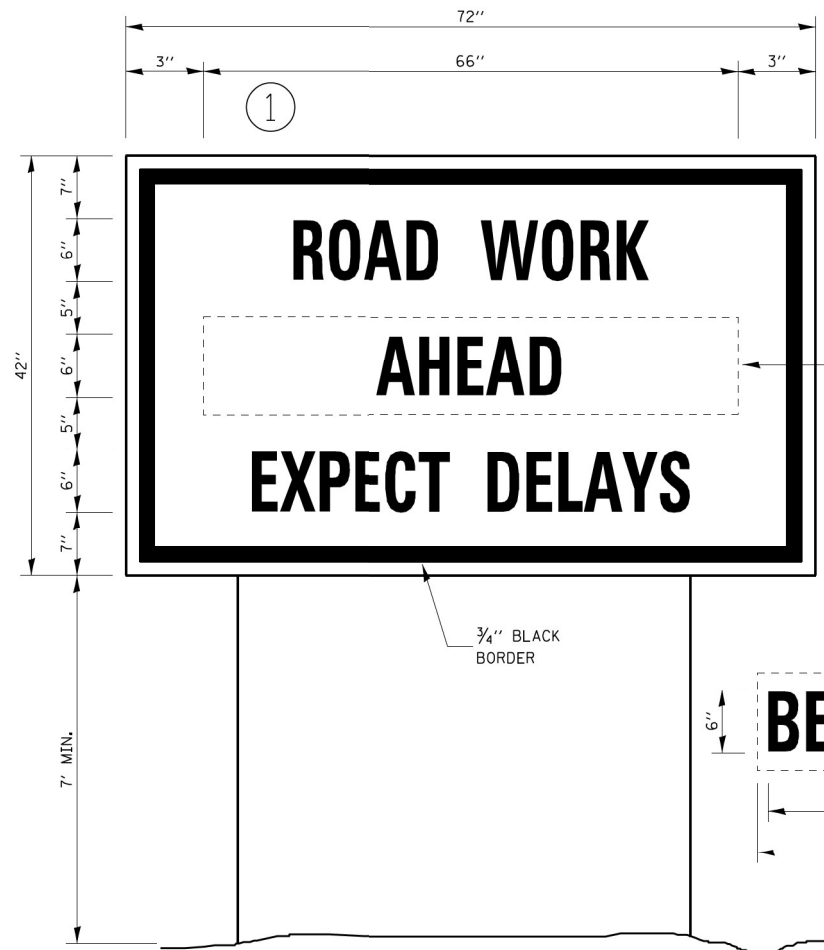 72"
3" 66" 3"
1
7"
6"
5"
6"
5"
6"
7"
42"
ROAD WORK
AHEAD
EXPECT DELAYS
3/4" BLACK
BORDER
7' MIN.
6"
BE